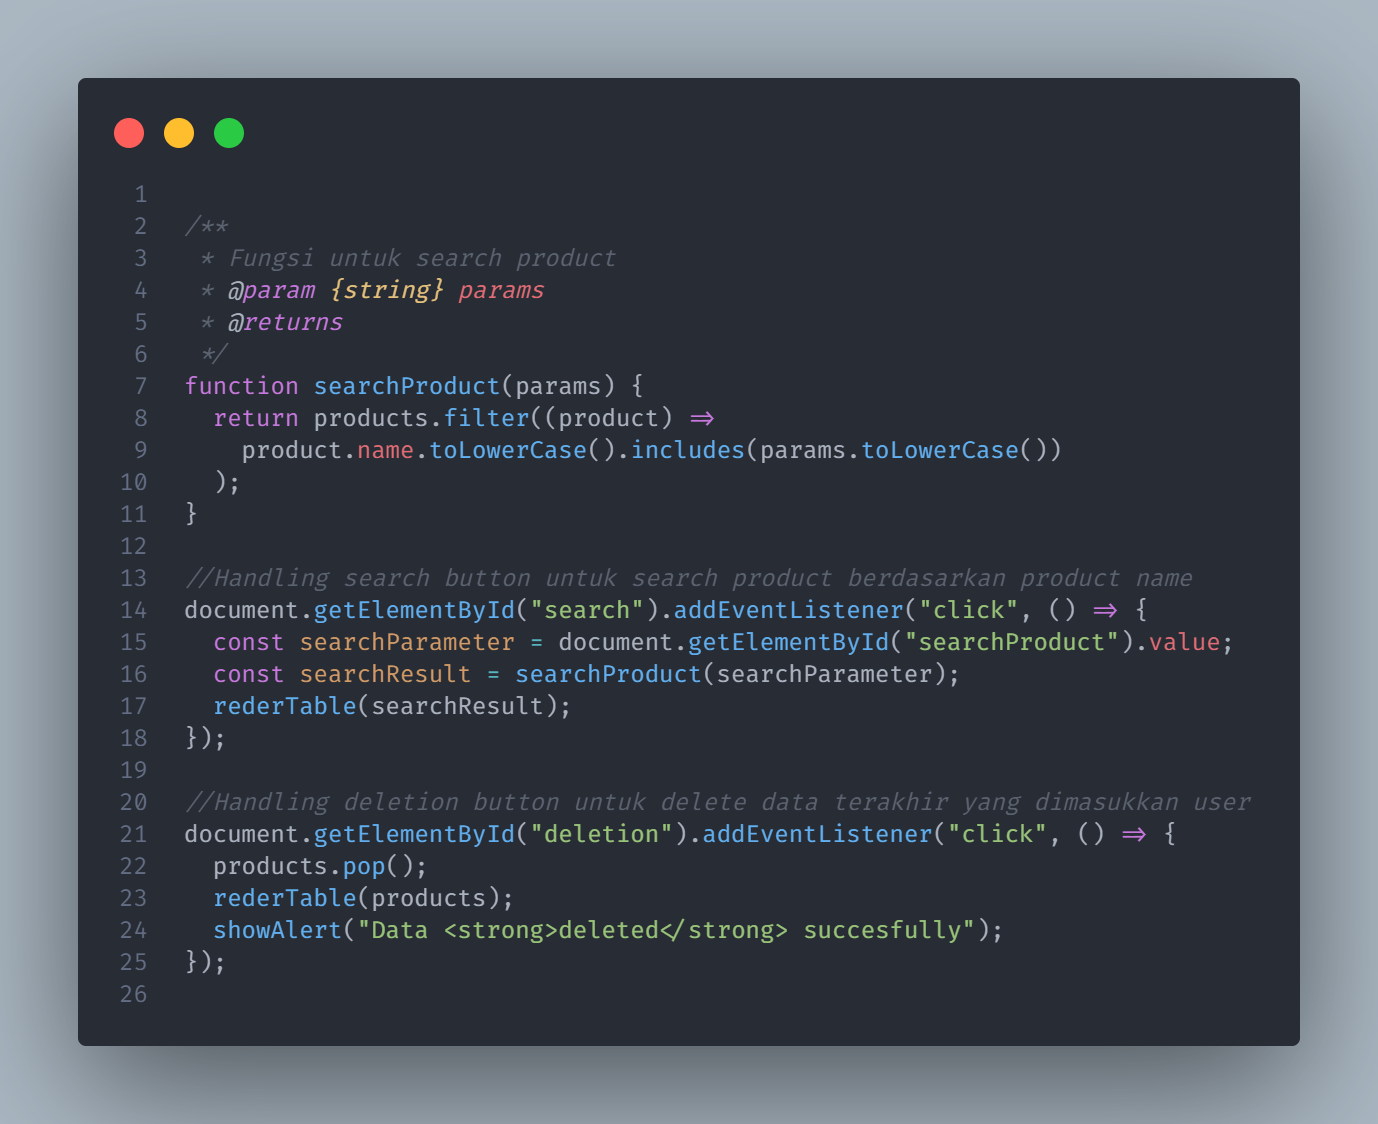 1
2 /**
3  * Fungsi untuk search product
4  * @param {string} params
5  * @returns
6  */
7 function searchProduct(params) {
8   return products.filter((product) =>
9     product.name.toLowerCase().includes(params.toLowerCase())
10   );
11 }
12
13 //Handling search button untuk search product berdasarkan product name
14 document.getElementById("search").addEventListener("click", () => {
15   const searchParameter = document.getElementById("searchProduct").value;
16   const searchResult = searchProduct(searchParameter);
17   rederTable(searchResult);
18 });
19
20 //Handling deletion button untuk delete data terakhir yang dimasukkan user
21 document.getElementById("deletion").addEventListener("click", () => {
22   products.pop();
23   rederTable(products);
24   showAlert("Data <strong>deleted</strong> succesfully");
25 });
26